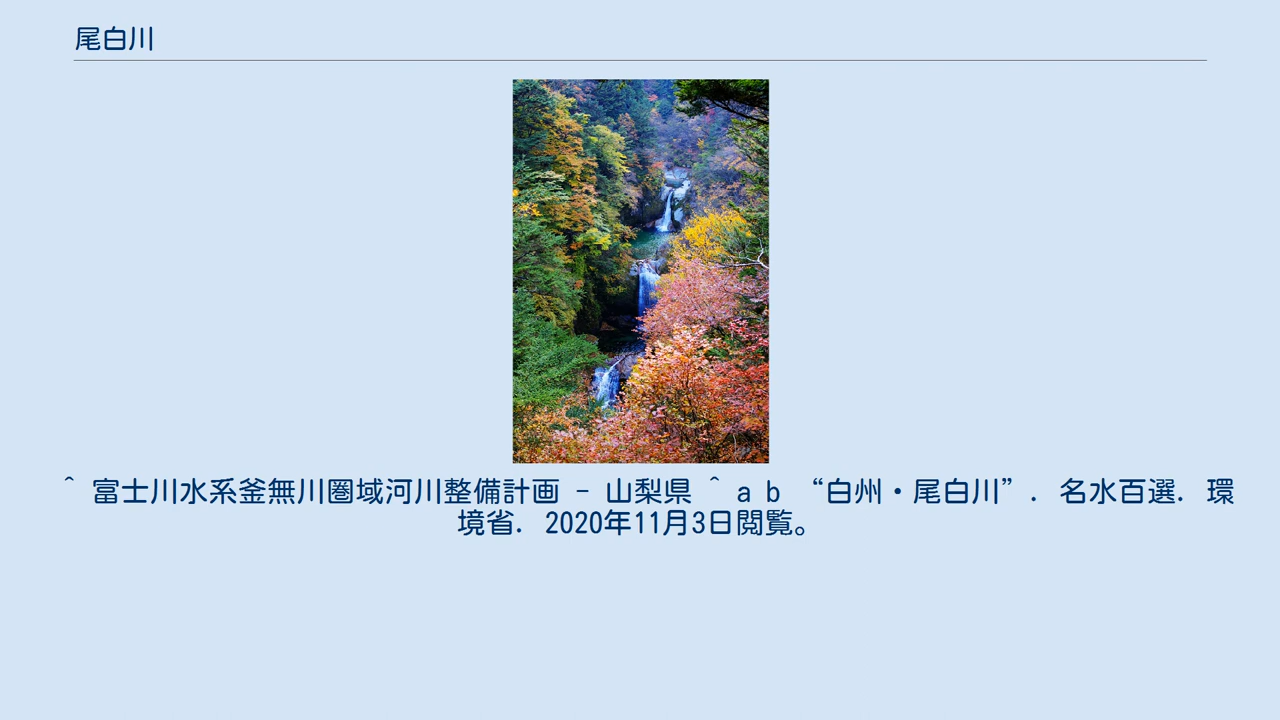 尾白川
^ 富士川水系釜無川圏域河川整備計画 - 山梨県 ^ a b “白州・尾白川”. 名水百選. 環
境省. 2020年11月3日閲覧。